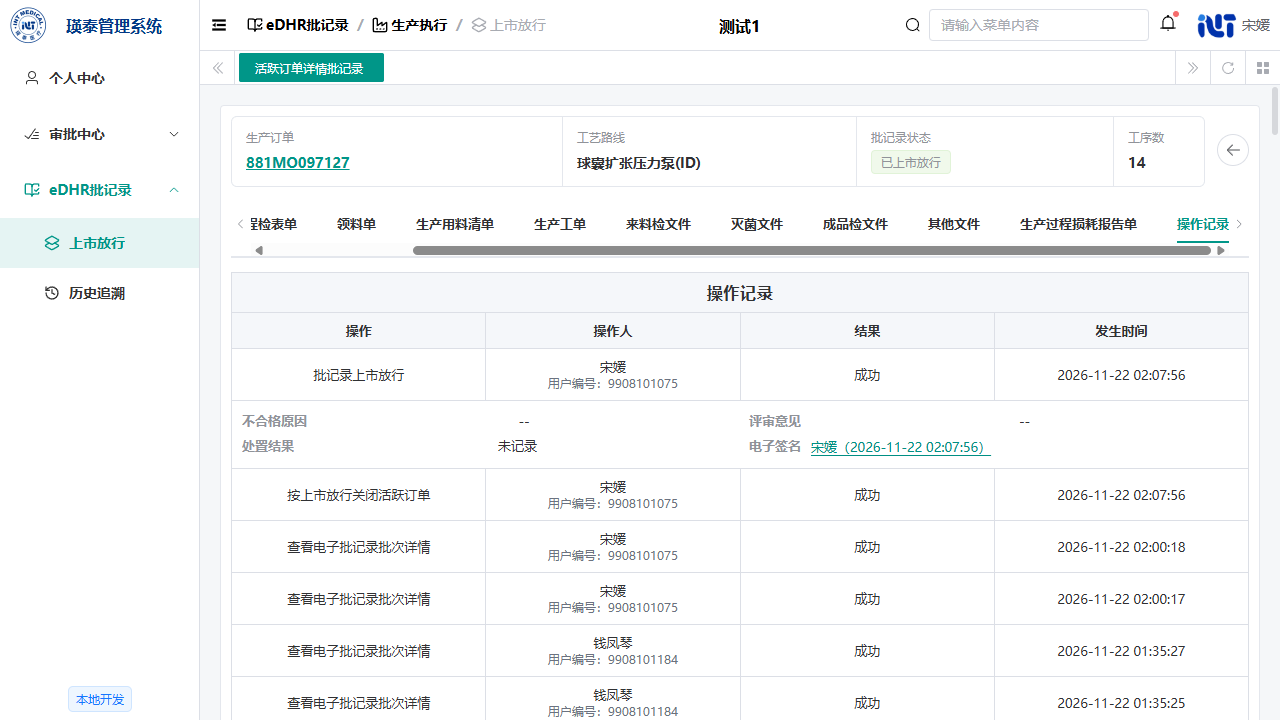 瑛泰管理系统
eDHR批记录 / 生产执行 / 上市放行
测试1
请输入菜单内容
宋媛
个人中心
审批中心
eDHR批记录
上市放行
历史追溯
本地开发
活跃订单详情批记录
生产订单
881MO097127
工艺路线
球囊扩张压力泵(ID)
批记录状态
已上市放行
工序数
14
程检表单 领料单 生产用料清单 生产工单 来料检文件 灭菌文件 成品检文件 其他文件 生产过程损耗报告单 操作记录
操作记录
操作 操作人 结果 发生时间
批记录上市放行 宋媛 成功 2026-11-22 02:07:56
用户编号：9908101075
不合格原因 -- 评审意见 --
处置结果 未记录 电子签名 宋媛（2026-11-22 02:07:56）
按上市放行关闭活跃订单 宋媛 成功 2026-11-22 02:07:56
用户编号：9908101075
查看电子批记录批次详情 宋媛 成功 2026-11-22 02:00:18
用户编号：9908101075
查看电子批记录批次详情 宋媛 成功 2026-11-22 02:00:17
用户编号：9908101075
查看电子批记录批次详情 钱凤琴 成功 2026-11-22 01:35:27
用户编号：9908101184
查看电子批记录批次详情 钱凤琴 成功 2026-11-22 01:35:25
用户编号：9908101184